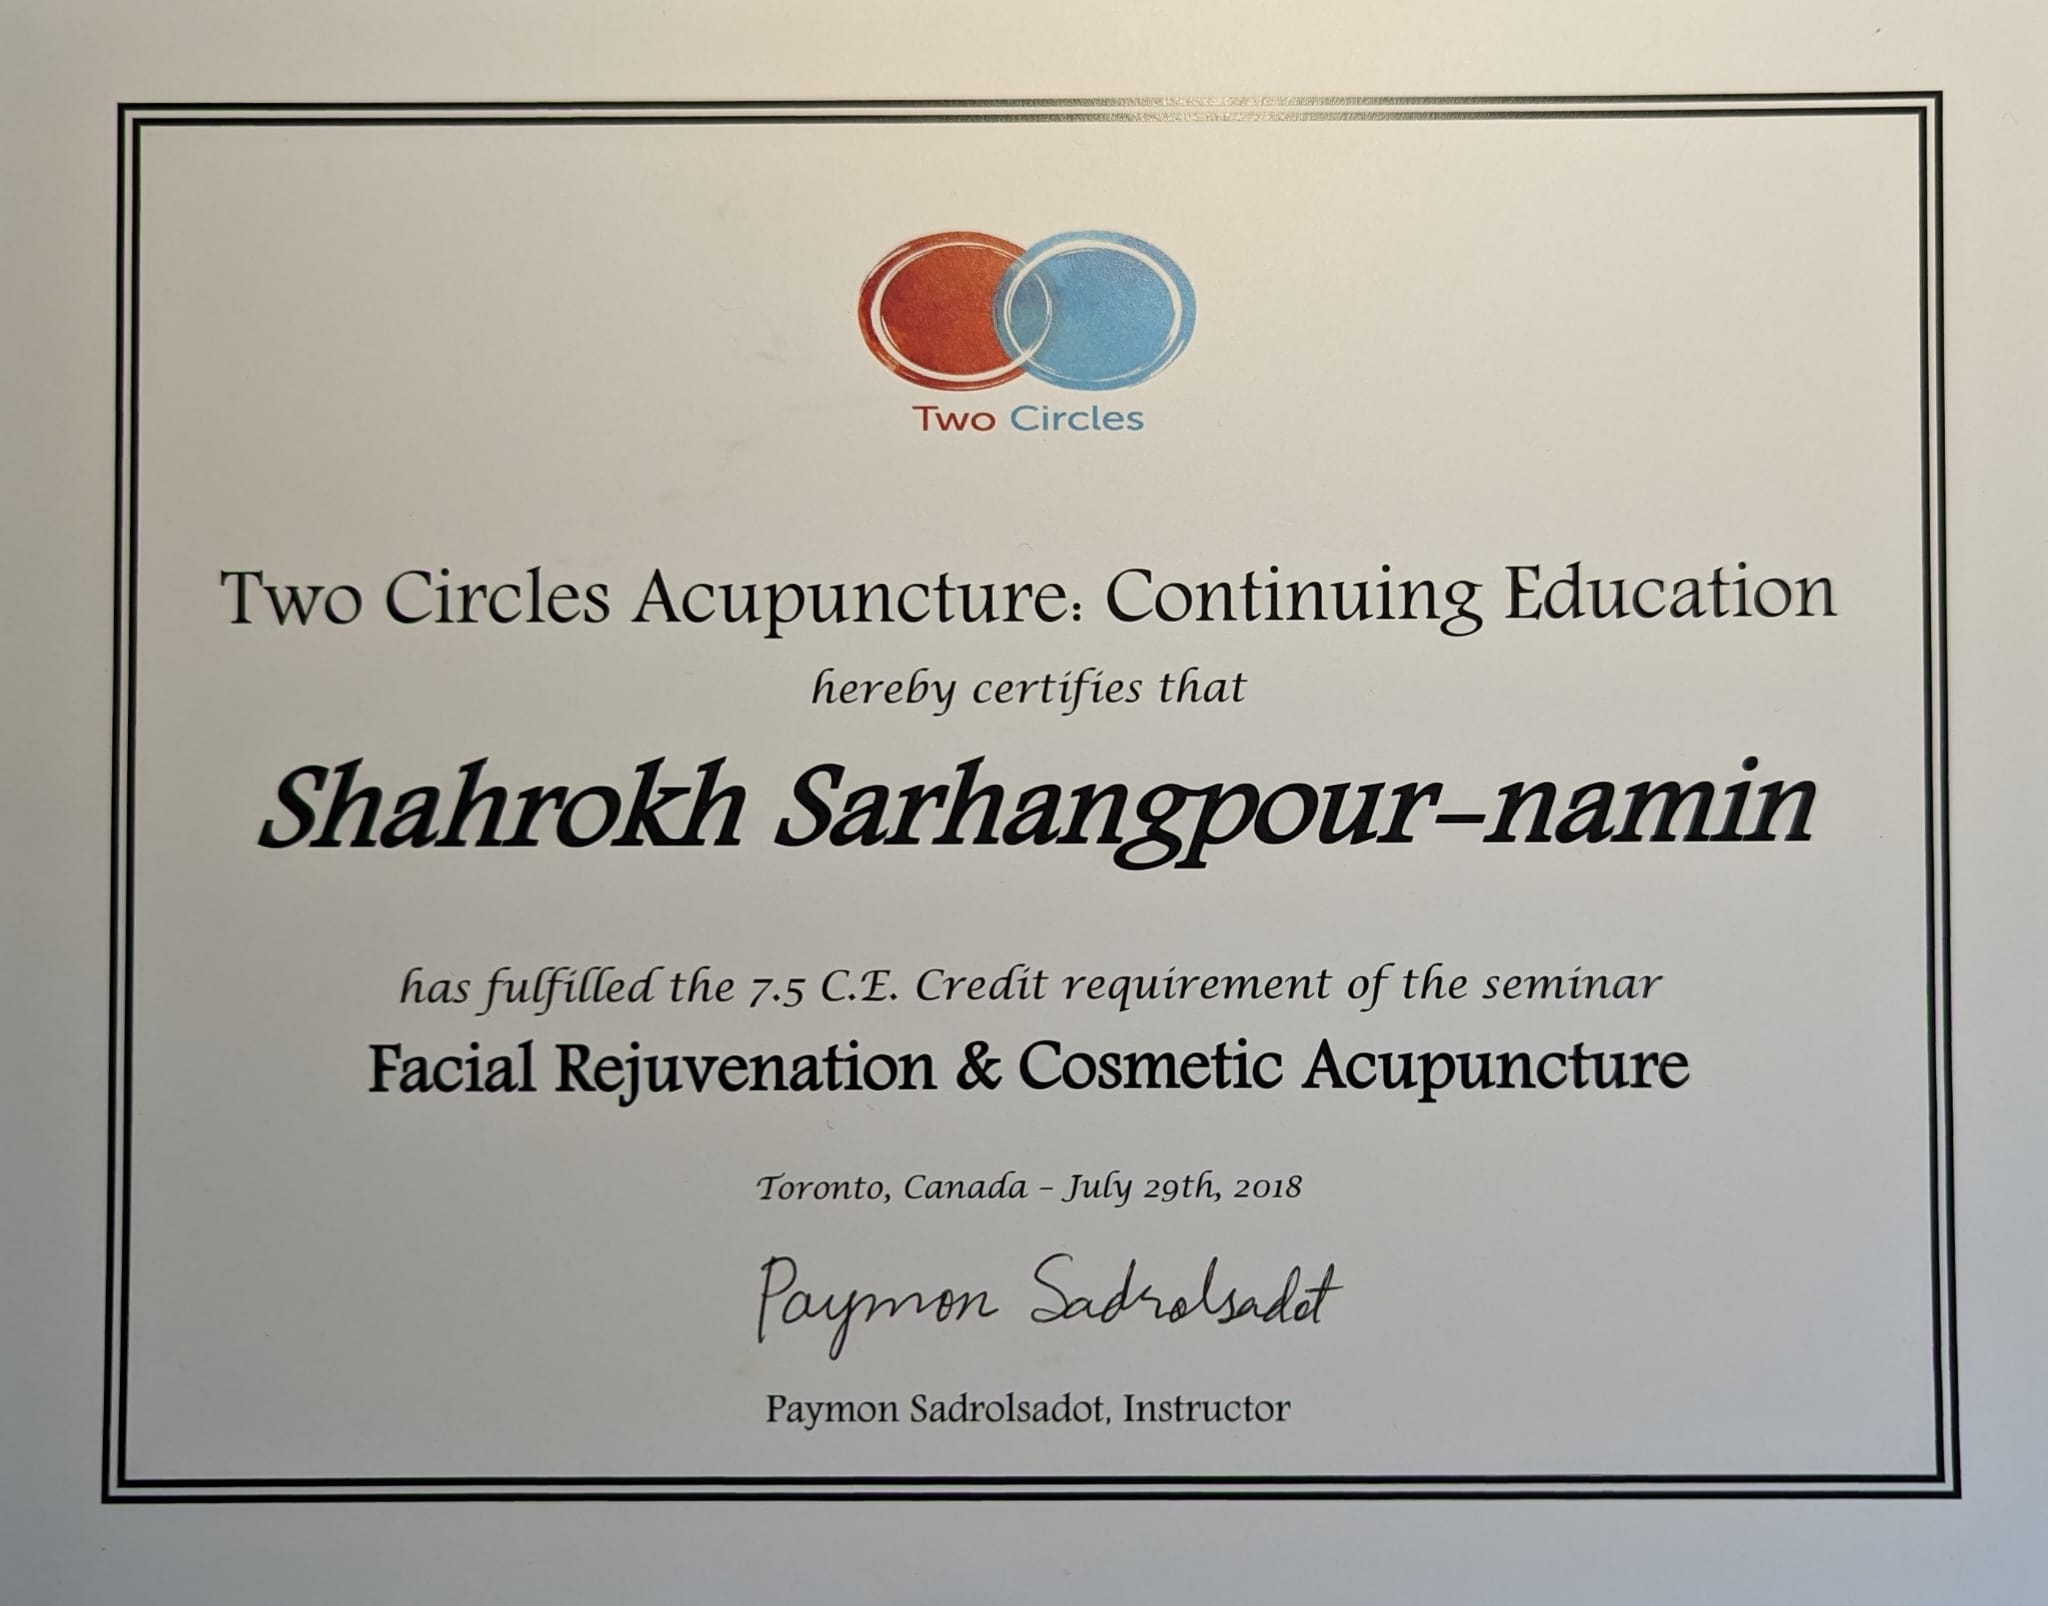 Two Circles
Two Circles Acupuncture: Continuing Education
hereby certifies that
Shahrokh Sarhangpour-namin
has fulfilled the 7.5 C.E. Credit requirement of the seminar
Facial Rejuvenation & Cosmetic Acupuncture
Toronto, Canada - July 29th, 2018
Paymon Sadrolsadot
Paymon Sadrolsadot, Instructor